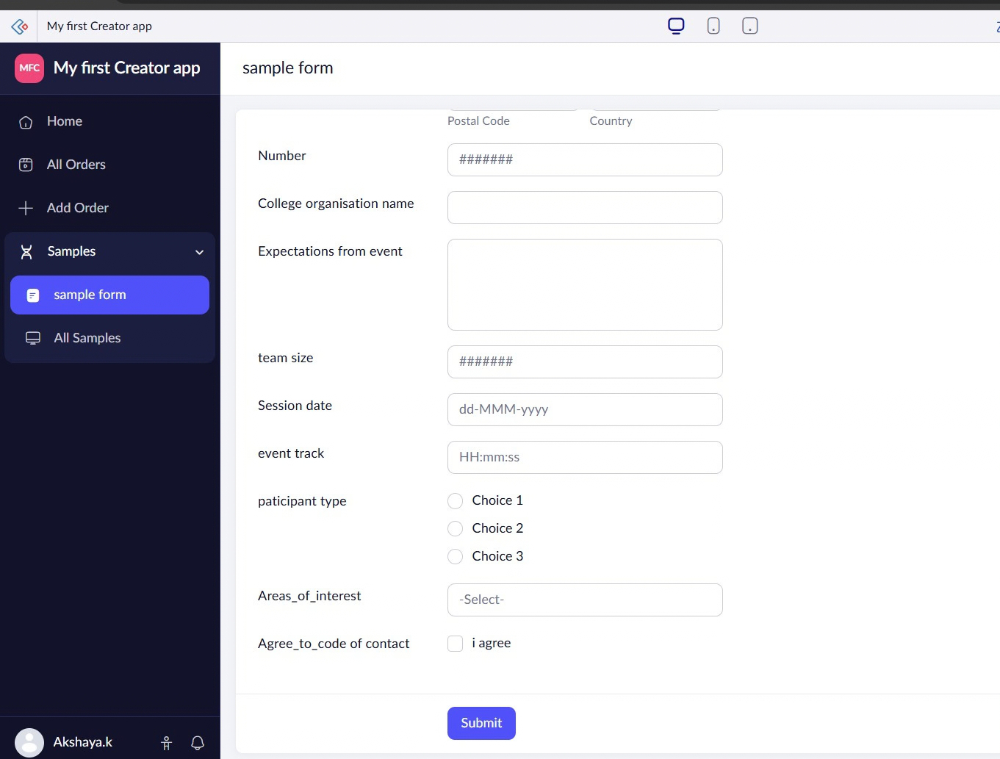 My first Creator app
MFC My first Creator app
sample form
Home
All Orders
Add Order
Samples
sample form
All Samples
Akshaya.k
Postal Code Country
Number #######
College organisation name
Expectations from event
team size #######
Session date dd-MMM-yyyy
event track HH:mm:ss
paticipant type Choice 1
Choice 2
Choice 3
Areas_of_interest -Select-
Agree_to_code of contact i agree
Submit